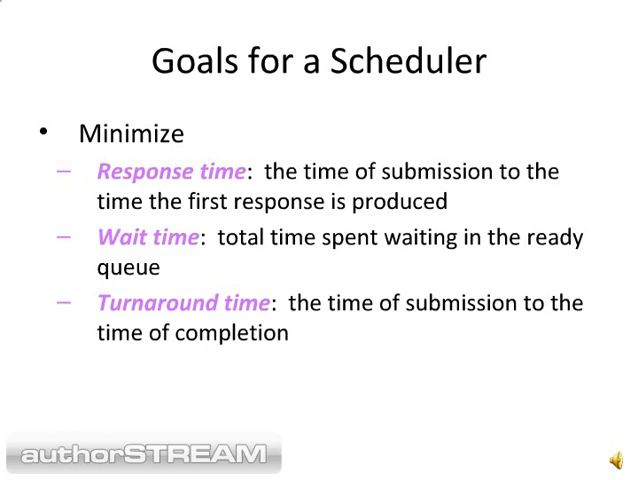 Goals for a Scheduler
• Minimize
– Response time: the time of submission to the
time the first response is produced
– Wait time: total time spent waiting in the ready
queue
– Turnaround time: the time of submission to the
time of completion
authorSTREAM